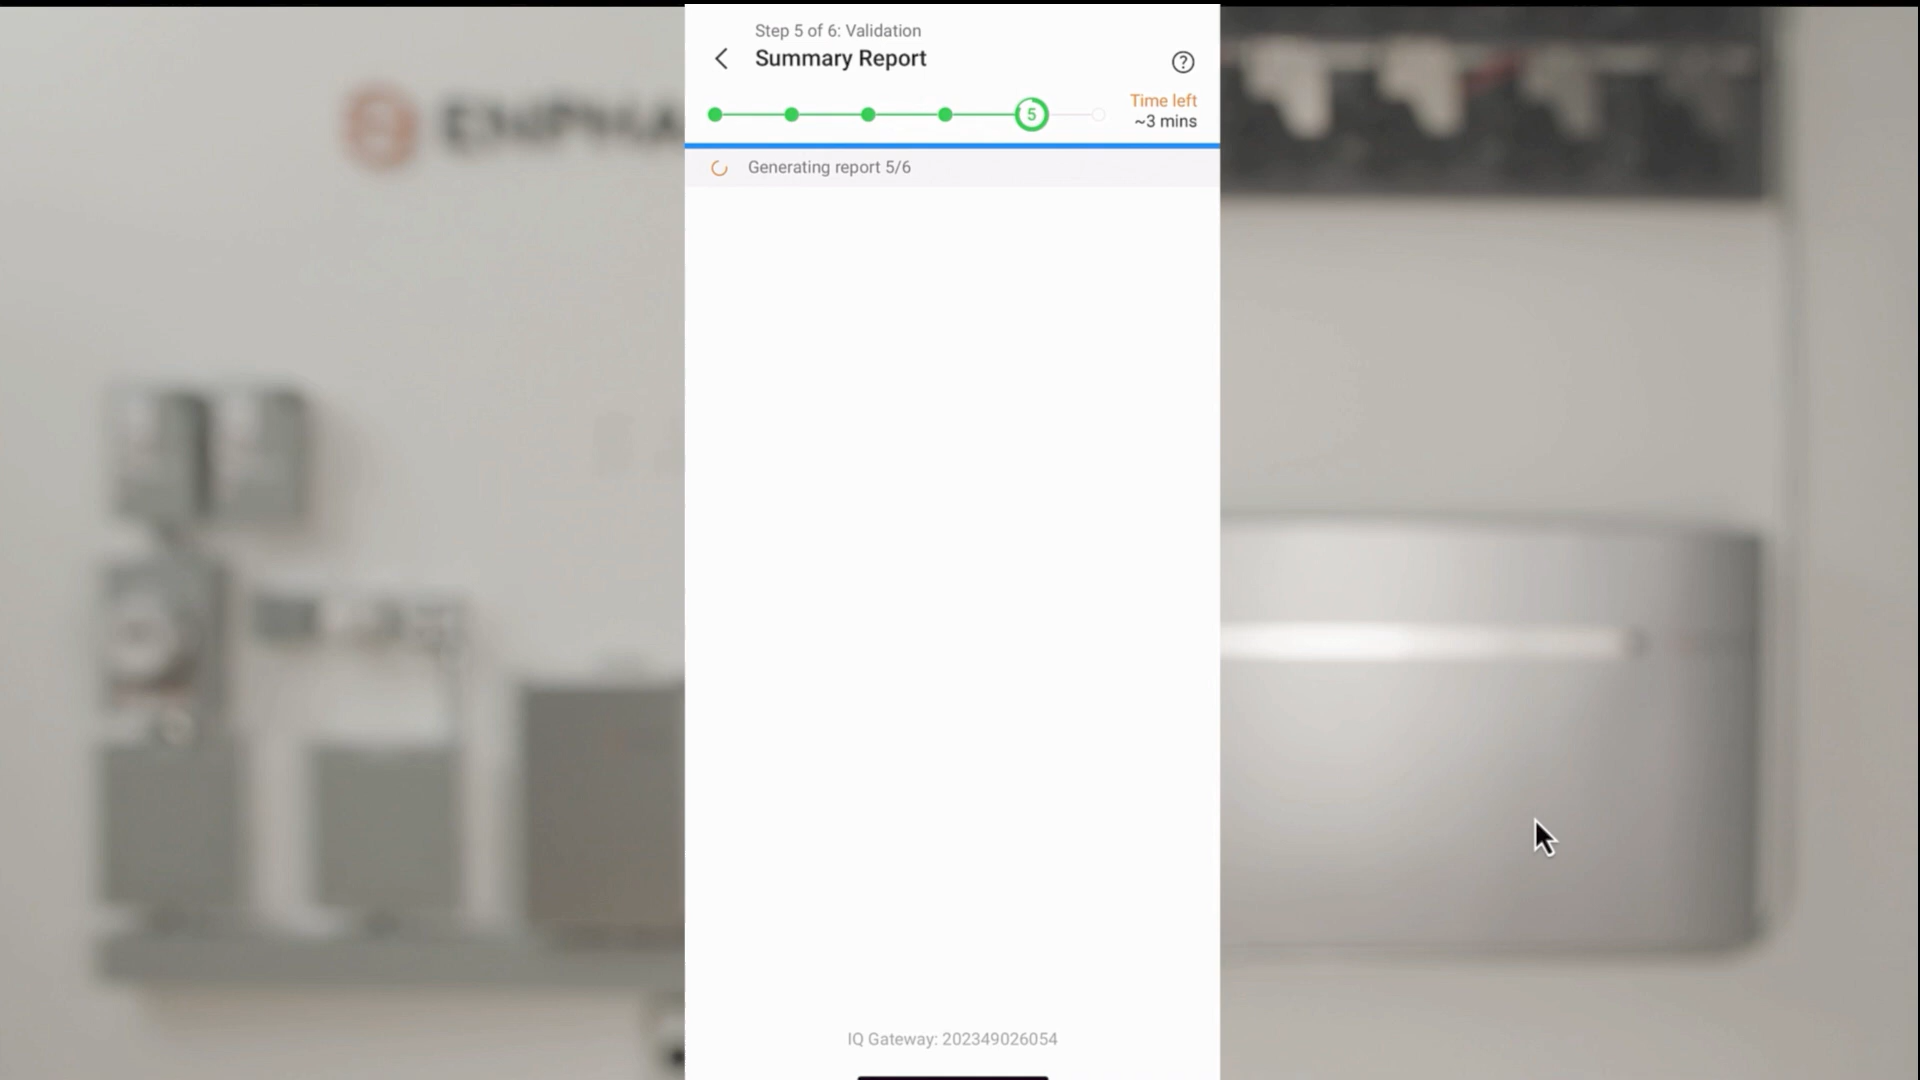 Step 5 of 6: Validation
Summary Report
5
Time left
~3 mins
Generating report 5/6
IQ Gateway: 202349026054